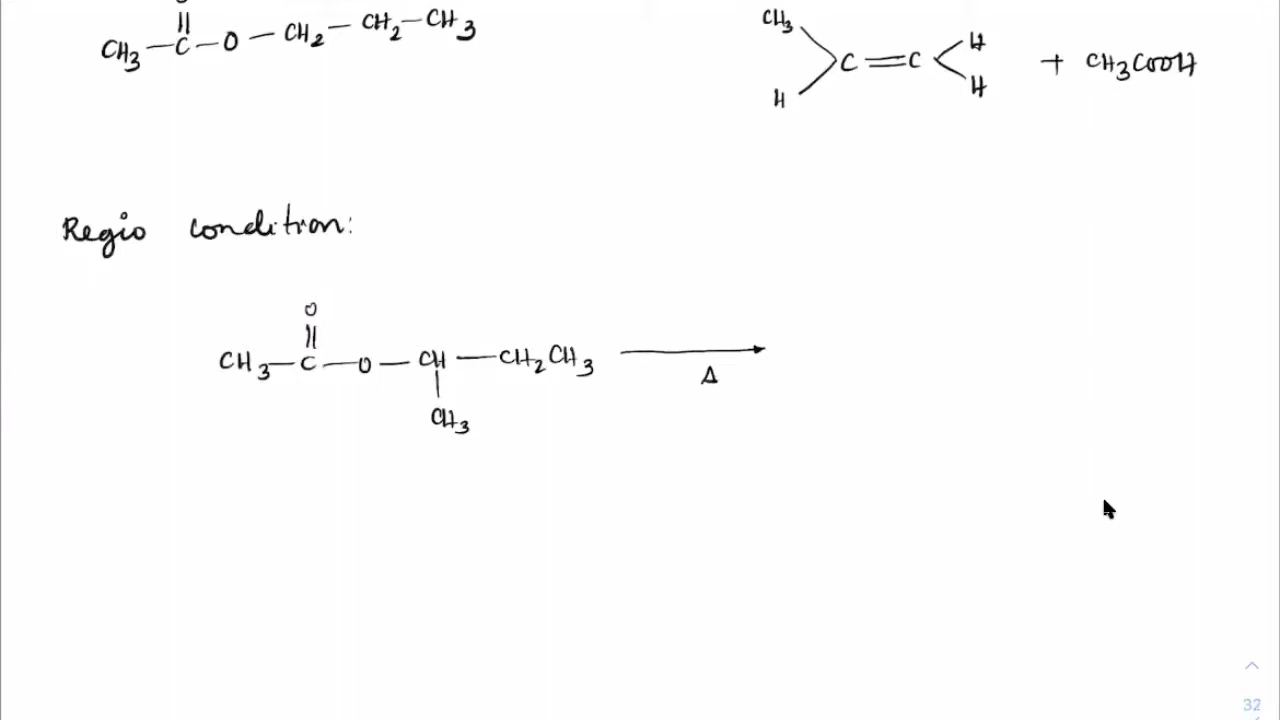 CH3—C—O—CH2—CH2—CH3
||
CH3
H
C=C
H
H
+ CH3COOH
Regio condition:
O
||
CH3—C—O—CH—CH2CH3
Δ
|
CH3
32